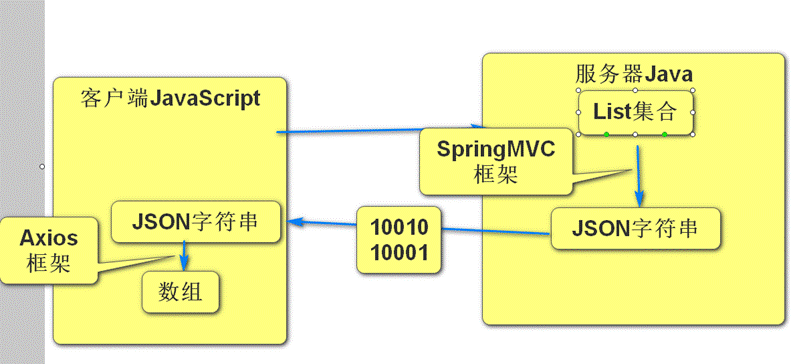 服务器Java
List集合
客户端JavaScript
SpringMVC
框架
JSON字符串
JSON字符串
10010
10001
Axios
框架
数组